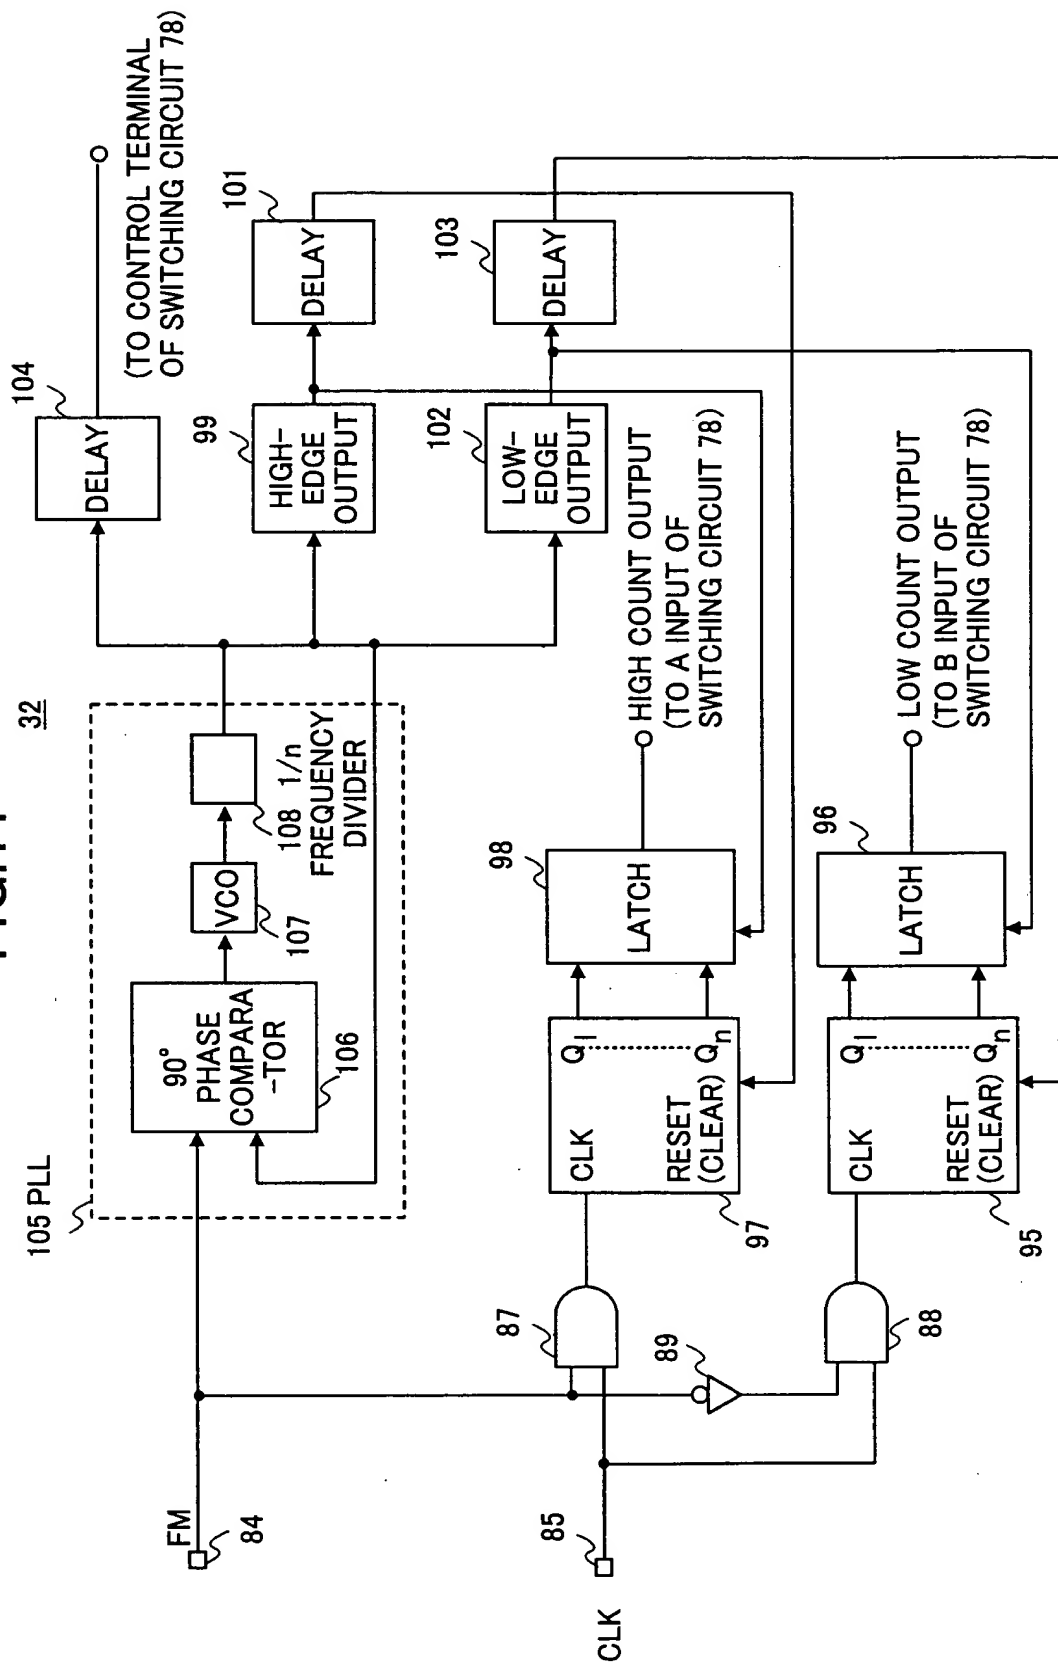 32
105 PLL
90°
PHASE
COMPARA
-TOR
106
VCO
107
108 1/n
FREQUENCY
DIVIDER
104
DELAY
(TO CONTROL TERMINAL
OF SWITCHING CIRCUIT 78)
99
HIGH-
EDGE
OUTPUT
101
DELAY
102
LOW-
EDGE
OUTPUT
103
DELAY
FM
84
85
CLK
87
89
88
CLK
Q1
Qn
RESET
(CLEAR)
97
98
LATCH
HIGH COUNT OUTPUT
(TO A INPUT OF
SWITCHING CIRCUIT 78)
CLK
Q1
Qn
RESET
(CLEAR)
95
96
LATCH
LOW COUNT OUTPUT
(TO B INPUT OF
SWITCHING CIRCUIT 78)